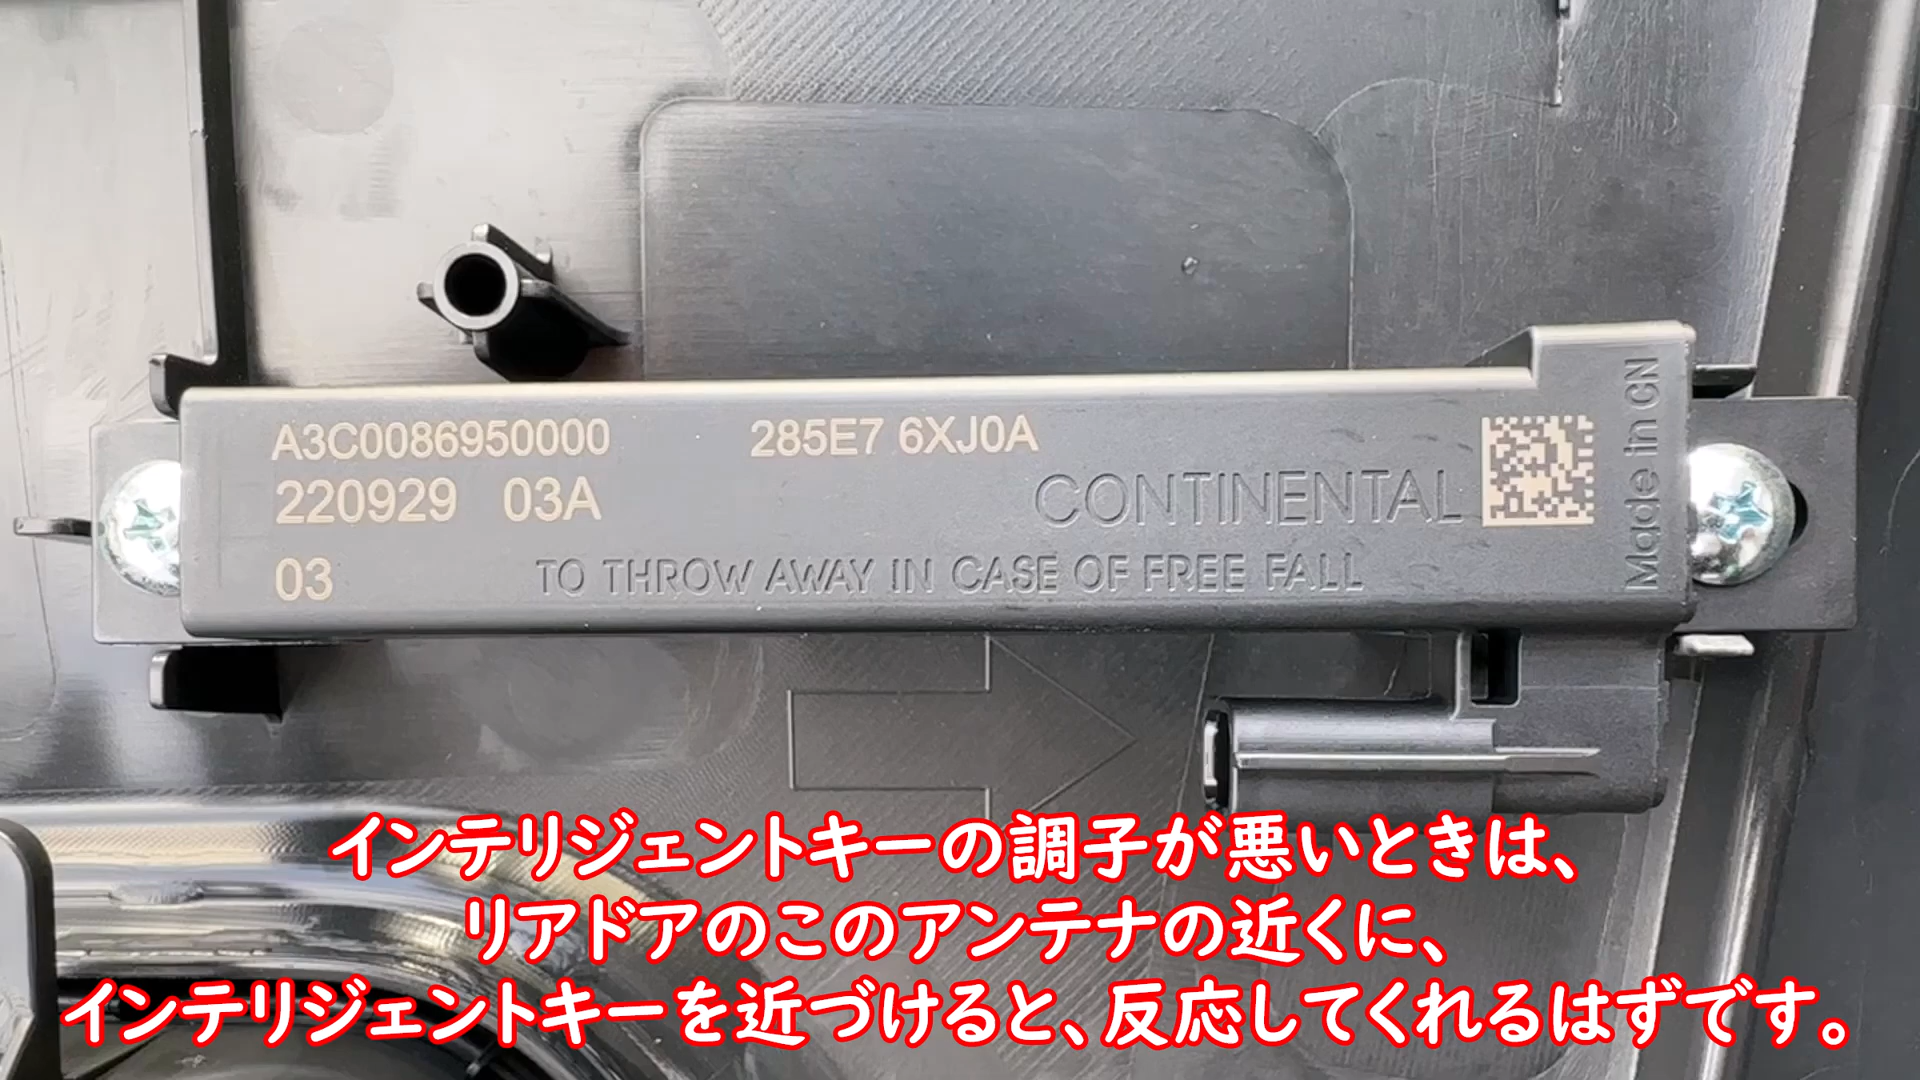 A3C0086950000 285E7 6XJ0A
220929 03A
CONTINENTAL
03
TO THROW AWAY IN CASE OF FREE FALL
Made in CN
インテリジェントキーの調子が悪いときは、
リアドアのこのアンテナの近くに、
インテリジェントキーを近づけると、反応してくれるはずです。